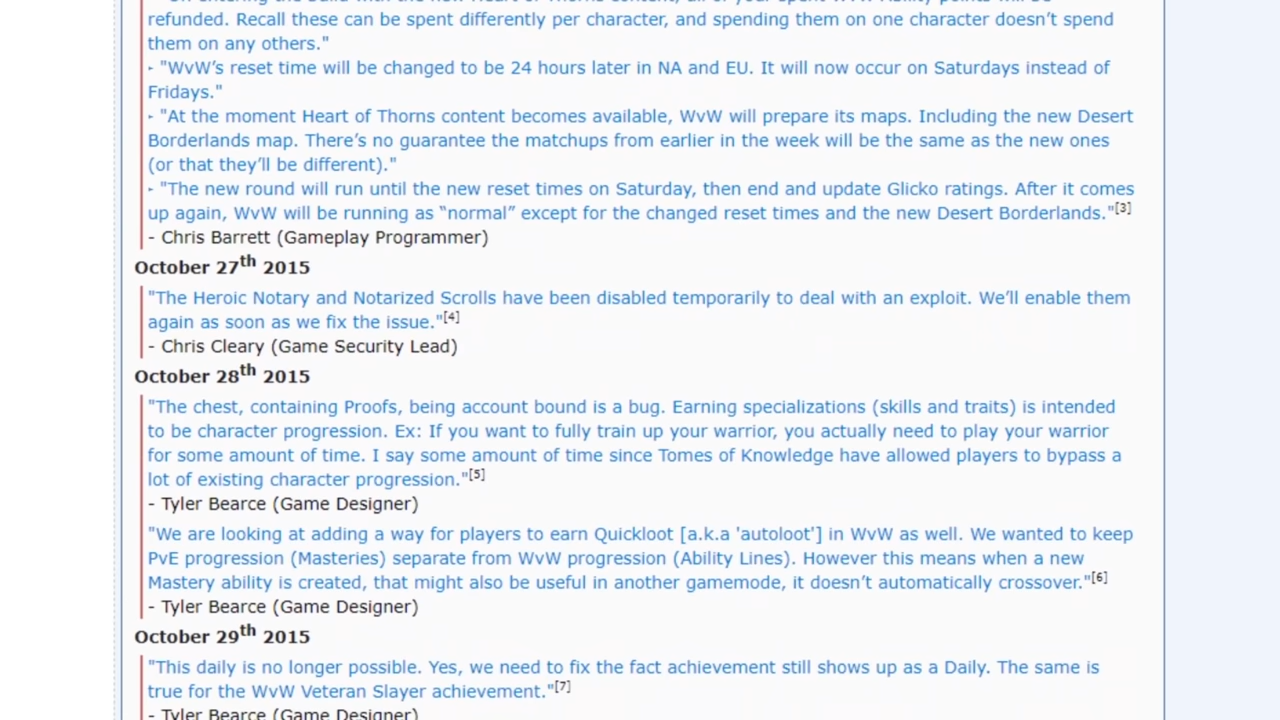 refunded. Recall these can be spent differently per character, and spending them on one character doesn’t spend
them on any others."
- "WvW’s reset time will be changed to be 24 hours later in NA and EU. It will now occur on Saturdays instead of
Fridays."
- "At the moment Heart of Thorns content becomes available, WvW will prepare its maps. Including the new Desert
Borderlands map. There’s no guarantee the matchups from earlier in the week will be the same as the new ones
(or that they’ll be different)."
- "The new round will run until the new reset times on Saturday, then end and update Glicko ratings. After it comes
up again, WvW will be running as “normal” except for the changed reset times and the new Desert Borderlands."[3]
- Chris Barrett (Gameplay Programmer)
October 27th 2015
"The Heroic Notary and Notarized Scrolls have been disabled temporarily to deal with an exploit. We’ll enable them
again as soon as we fix the issue."[4]
- Chris Cleary (Game Security Lead)
October 28th 2015
"The chest, containing Proofs, being account bound is a bug. Earning specializations (skills and traits) is intended
to be character progression. Ex: If you want to fully train up your warrior, you actually need to play your warrior
for some amount of time. I say some amount of time since Tomes of Knowledge have allowed players to bypass a
lot of existing character progression."[5]
- Tyler Bearce (Game Designer)
"We are looking at adding a way for players to earn Quickloot [a.k.a 'autoloot'] in WvW as well. We wanted to keep
PvE progression (Masteries) separate from WvW progression (Ability Lines). However this means when a new
Mastery ability is created, that might also be useful in another gamemode, it doesn’t automatically crossover."[6]
- Tyler Bearce (Game Designer)
October 29th 2015
"This daily is no longer possible. Yes, we need to fix the fact achievement still shows up as a Daily. The same is
true for the WvW Veteran Slayer achievement."[7]
- Tyler Bearce (Game Designer)